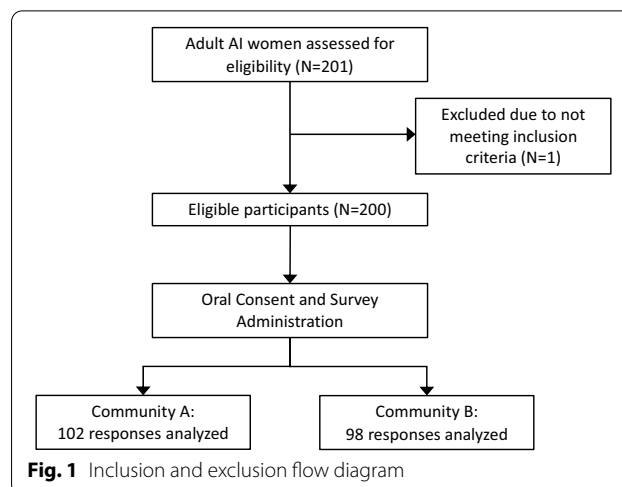 Adult AI women assessed for
eligibility (N=201)
Excluded due to not
meeting inclusion
criteria (N=1)
Eligible participants (N=200)
Oral Consent and Survey
Administration
Community A:
102 responses analyzed
Community B:
98 responses analyzed
Fig. 1 Inclusion and exclusion flow diagram